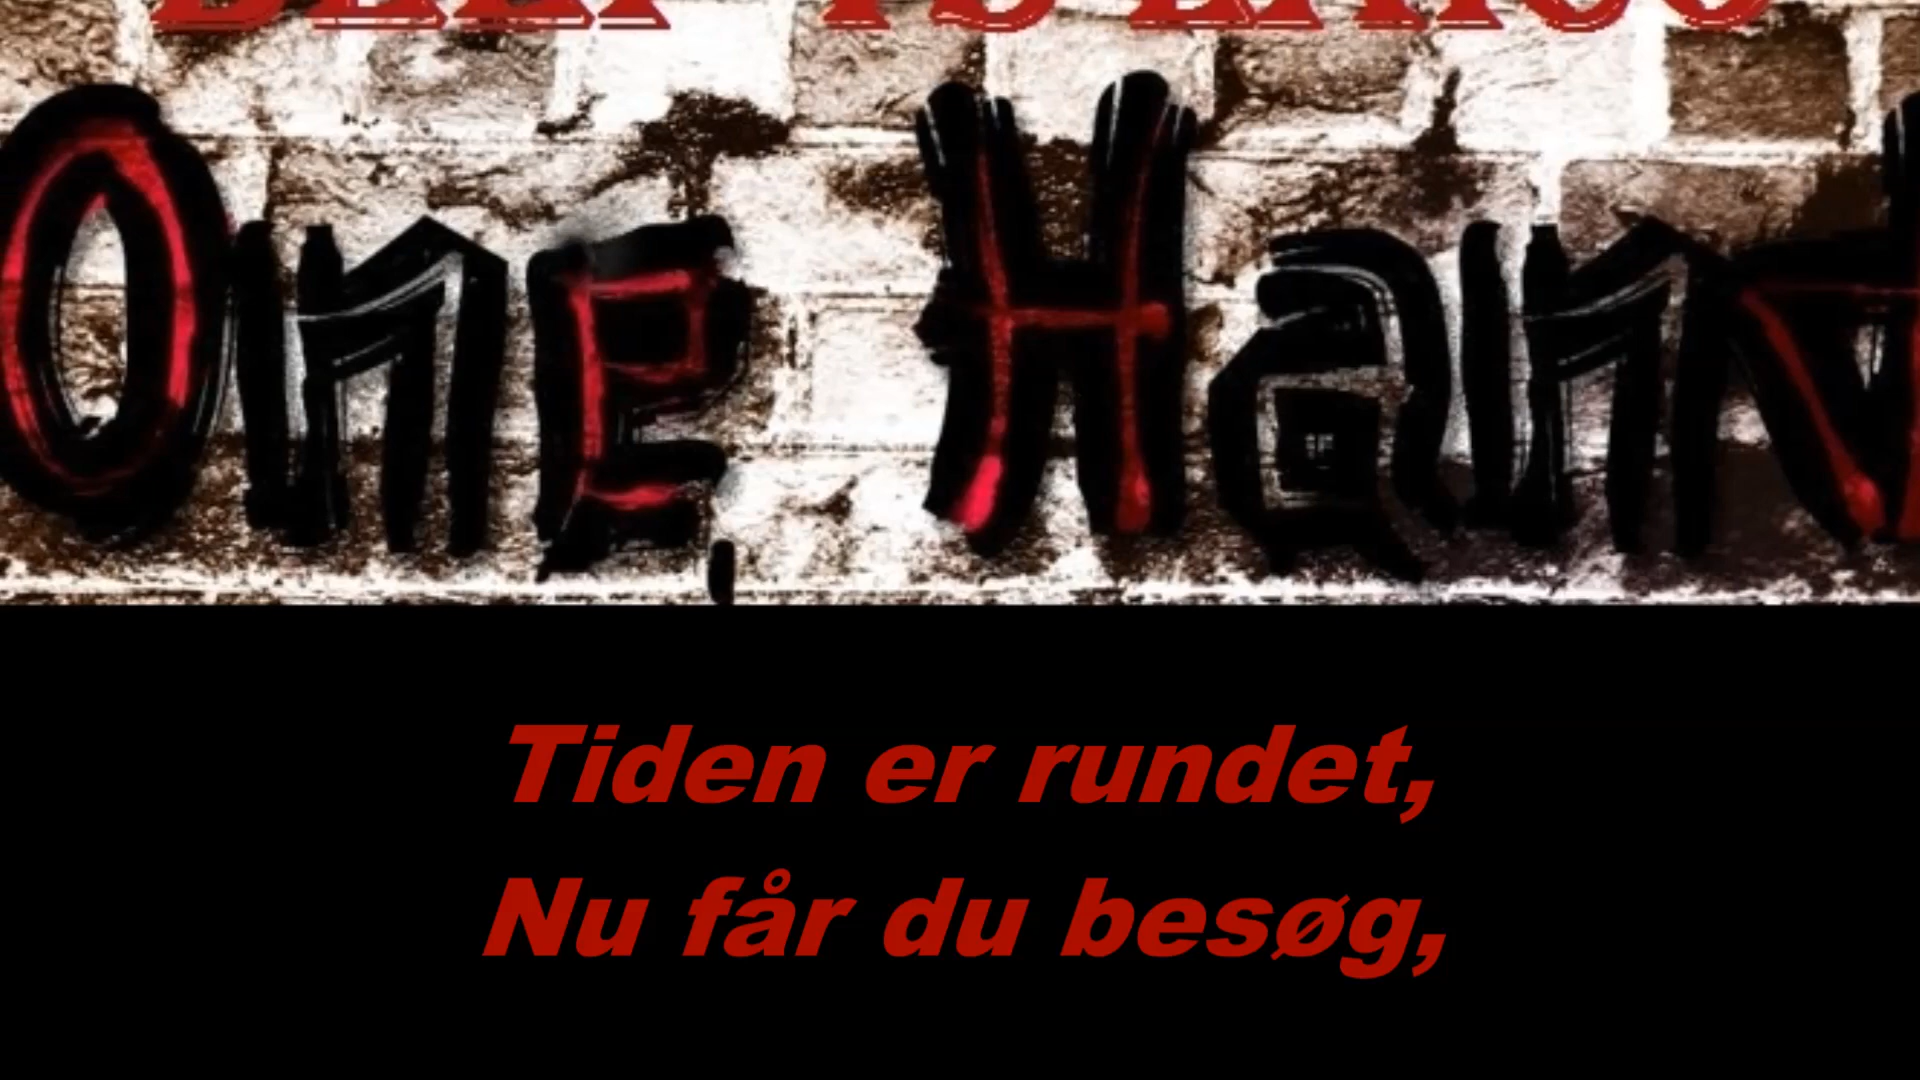 One Hand
Tiden er rundet,
Nu får du besøg,